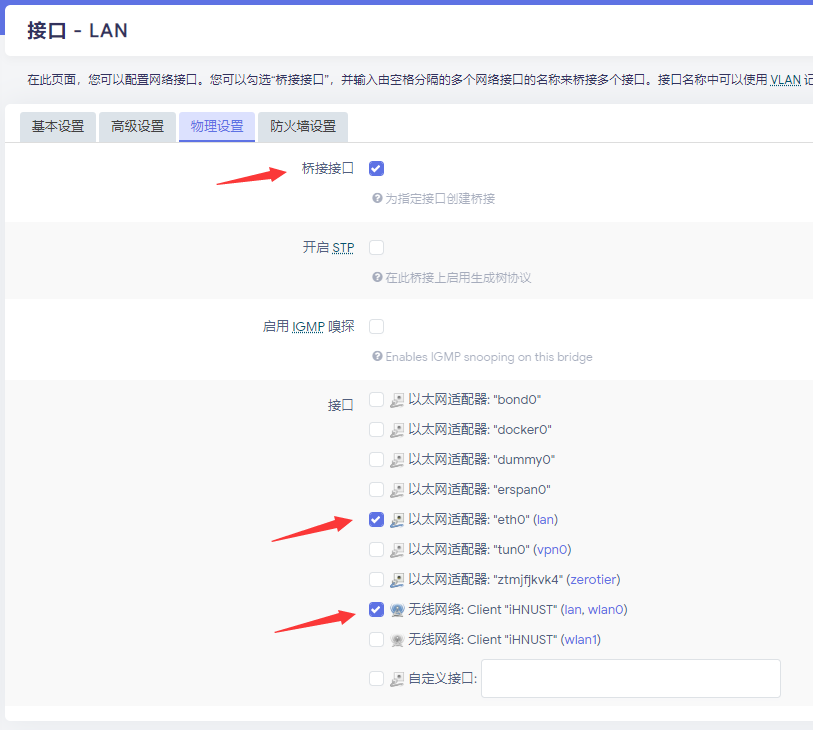 接口 - LAN
在此页面，您可以配置网络接口。您可以勾选“桥接接口”，并输入由空格分隔的多个网络接口的名称来桥接多个接口。接口名称中可以使用 VLAN 记
基本设置 高级设置 物理设置 防火墙设置
桥接接口
为指定接口创建桥接
开启 STP
在此桥接上启用生成树协议
启用 IGMP 嗅探
Enables IGMP snooping on this bridge
接口
以太网适配器: "bond0"
以太网适配器: "docker0"
以太网适配器: "dummy0"
以太网适配器: "erspan0"
以太网适配器: "eth0" (lan)
以太网适配器: "tun0" (vpn0)
以太网适配器: "ztmjfjkvk4" (zerotier)
无线网络: Client "iHNUST" (lan, wlan0)
无线网络: Client "iHNUST" (wlan1)
自定义接口: